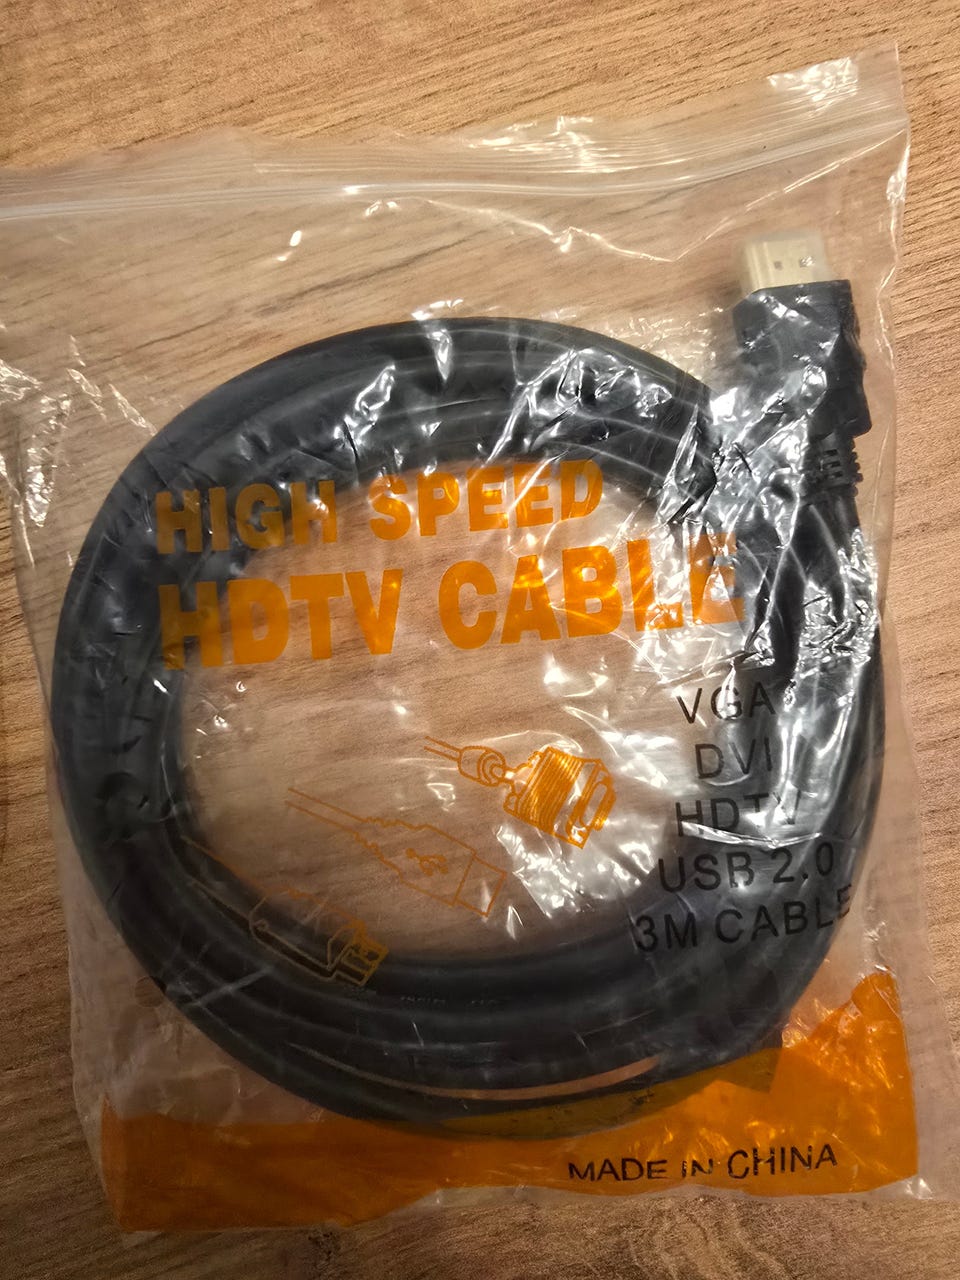 HIGH SPEED
HDTV CABLE
VGA
DVI
HDTV
USB 2.0
3M CABLE
MADE IN CHINA